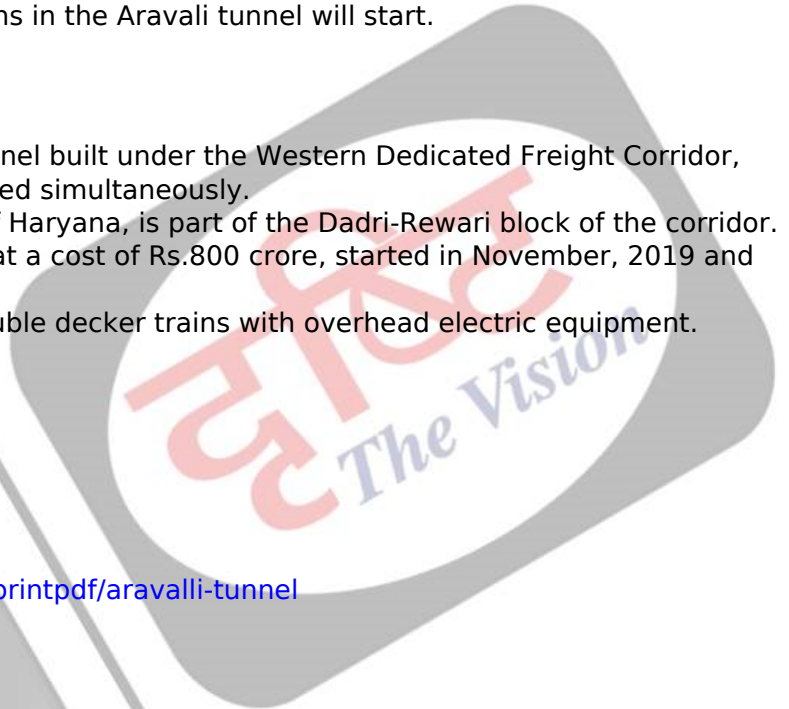 ns in the Aravali tunnel will start.
nel built under the Western Dedicated Freight Corridor,
ed simultaneously.
f Haryana, is part of the Dadri-Rewari block of the corridor.
at a cost of Rs.800 crore, started in November, 2019 and
uble decker trains with overhead electric equipment.
दृष्टि
The Vision
printpdf/aravalli-tunnel